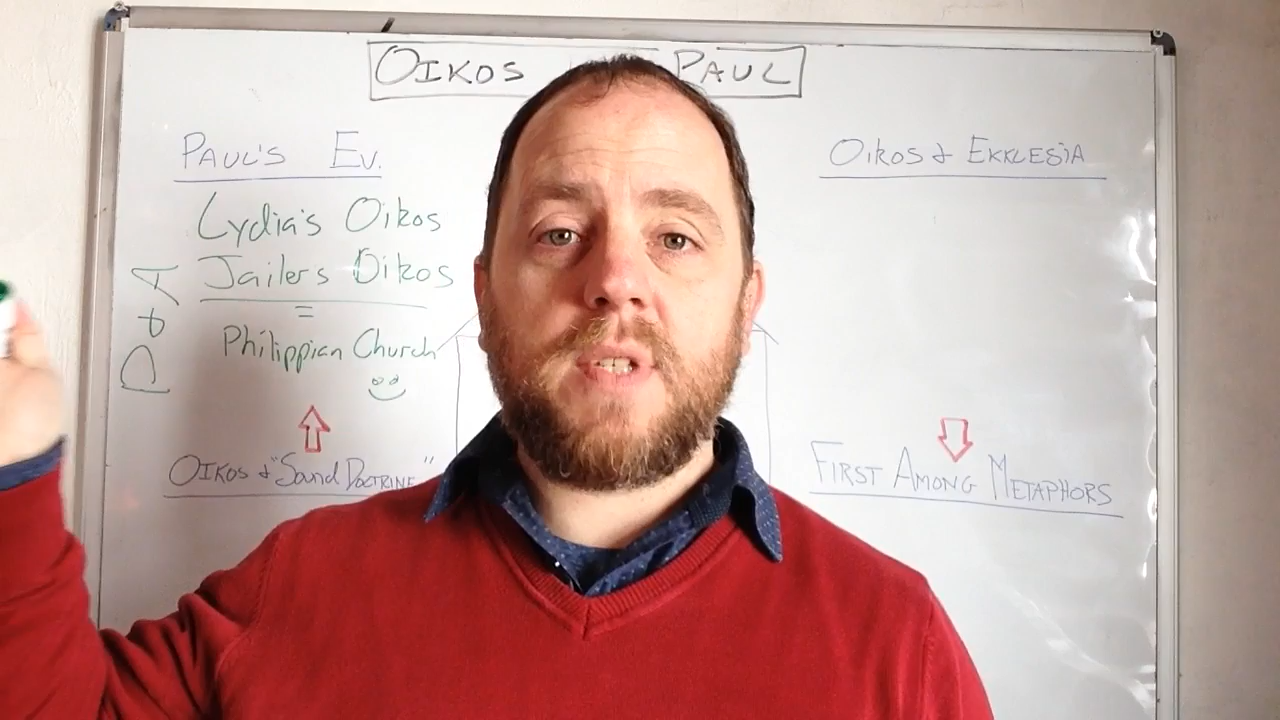 OIKOS PAUL
PAUL'S EV.
Lydia's Oikos
Jailers Oikos
=
Philippian Church
OIKOS & "Sound DOCTRINE"
OIKOS & EKKLESIA
FIRST AMONG METAPHORS